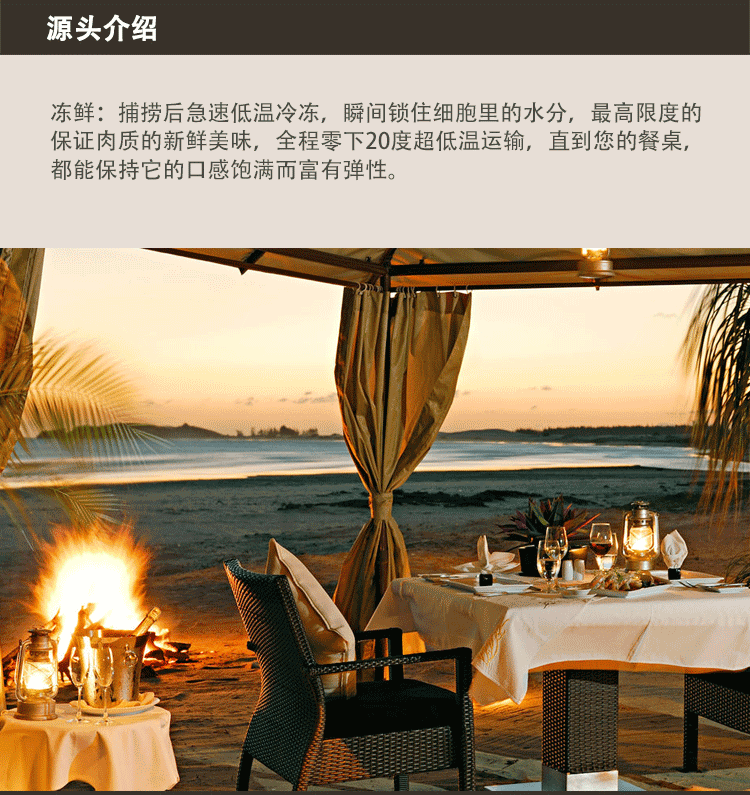 源头介绍
冻鲜：捕捞后急速低温冷冻，瞬间锁住细胞里的水分，最高限度的
保证肉质的新鲜美味，全程零下20度超低温运输，直到您的餐桌，
都能保持它的口感饱满而富有弹性。